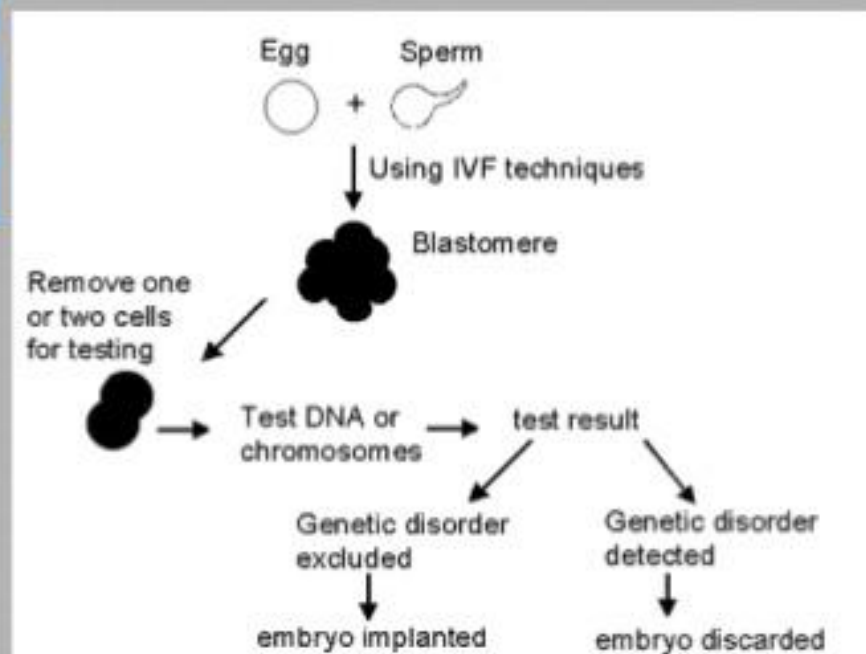 Egg
Sperm
+
Using IVF techniques
Blastomere
Remove one
or two cells
for testing
Test DNA or
chromosomes
test result
Genetic disorder
excluded
Genetic disorder
detected
embryo implanted
embryo discarded